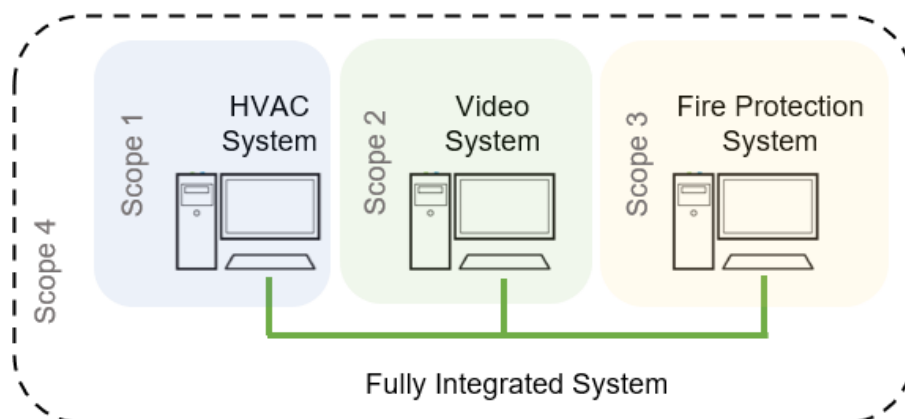 Scope 1
HVAC
System
Scope 2
Video
System
Scope 3
Fire Protection
System
Scope 4
Fully Integrated System